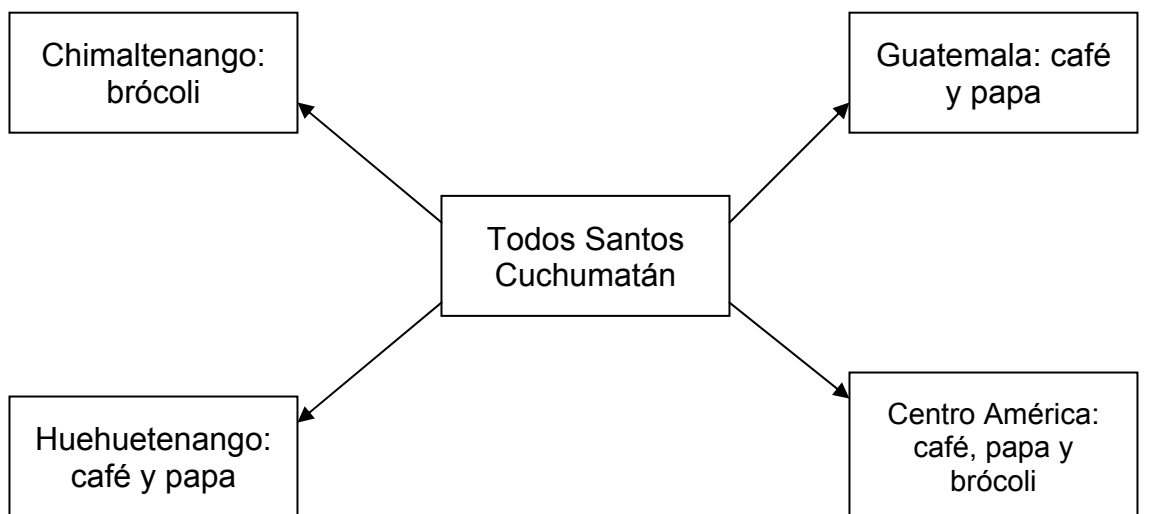 Chimaltenango:
brócoli
Guatemala: café
y papa
Todos Santos
Cuchumatán
Huehuetenango:
café y papa
Centro América:
café, papa y
brócoli